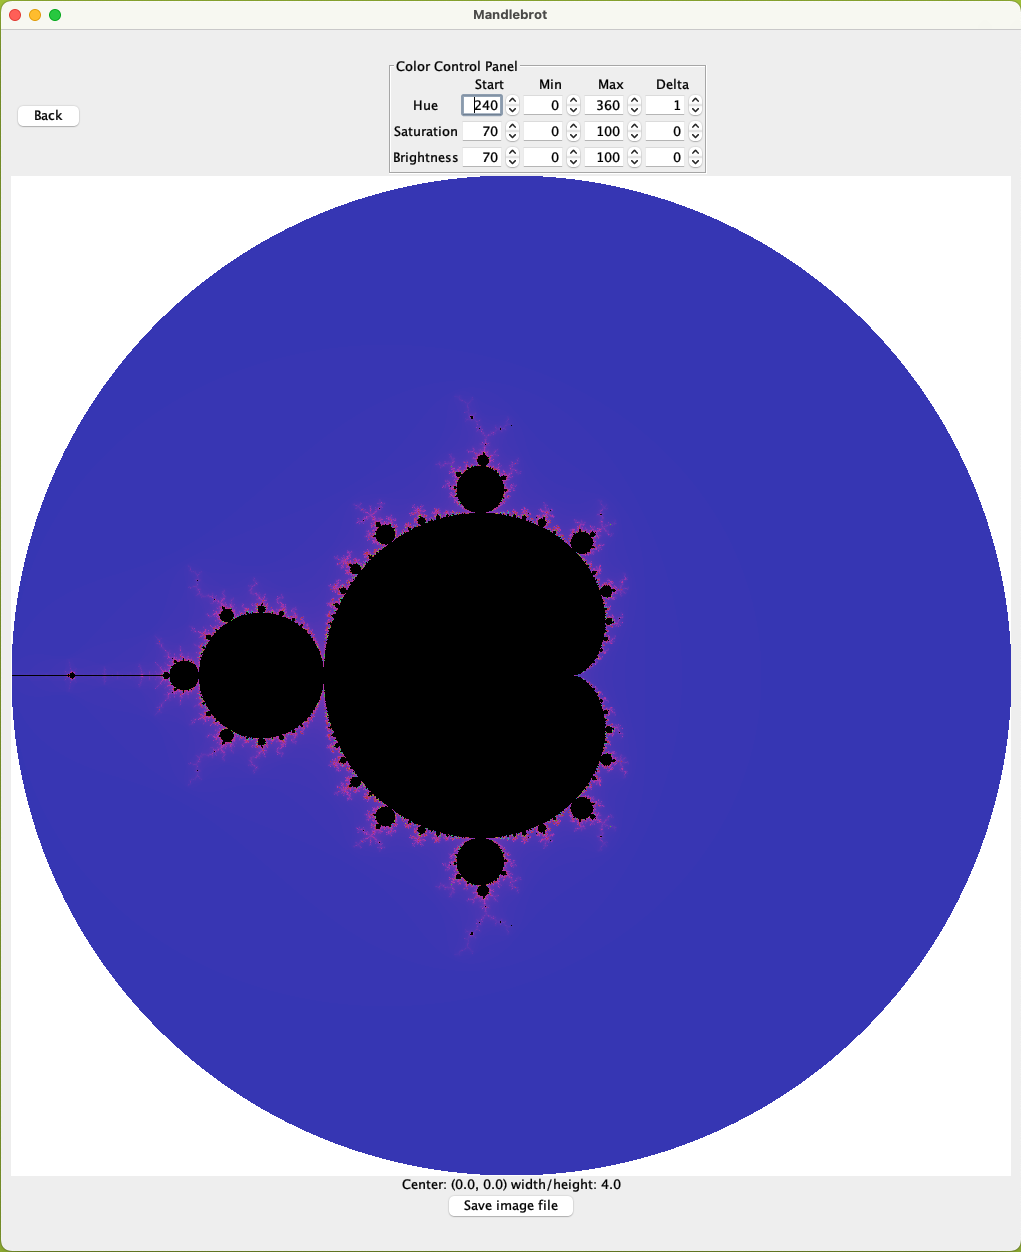 Mandlebrot
Color Control Panel
Start Min Max Delta
Hue 240 0 360 1
Back
Saturation 70 0 100 0
Brightness 70 0 100 0
Center: (0.0, 0.0) width/height: 4.0
Save image file